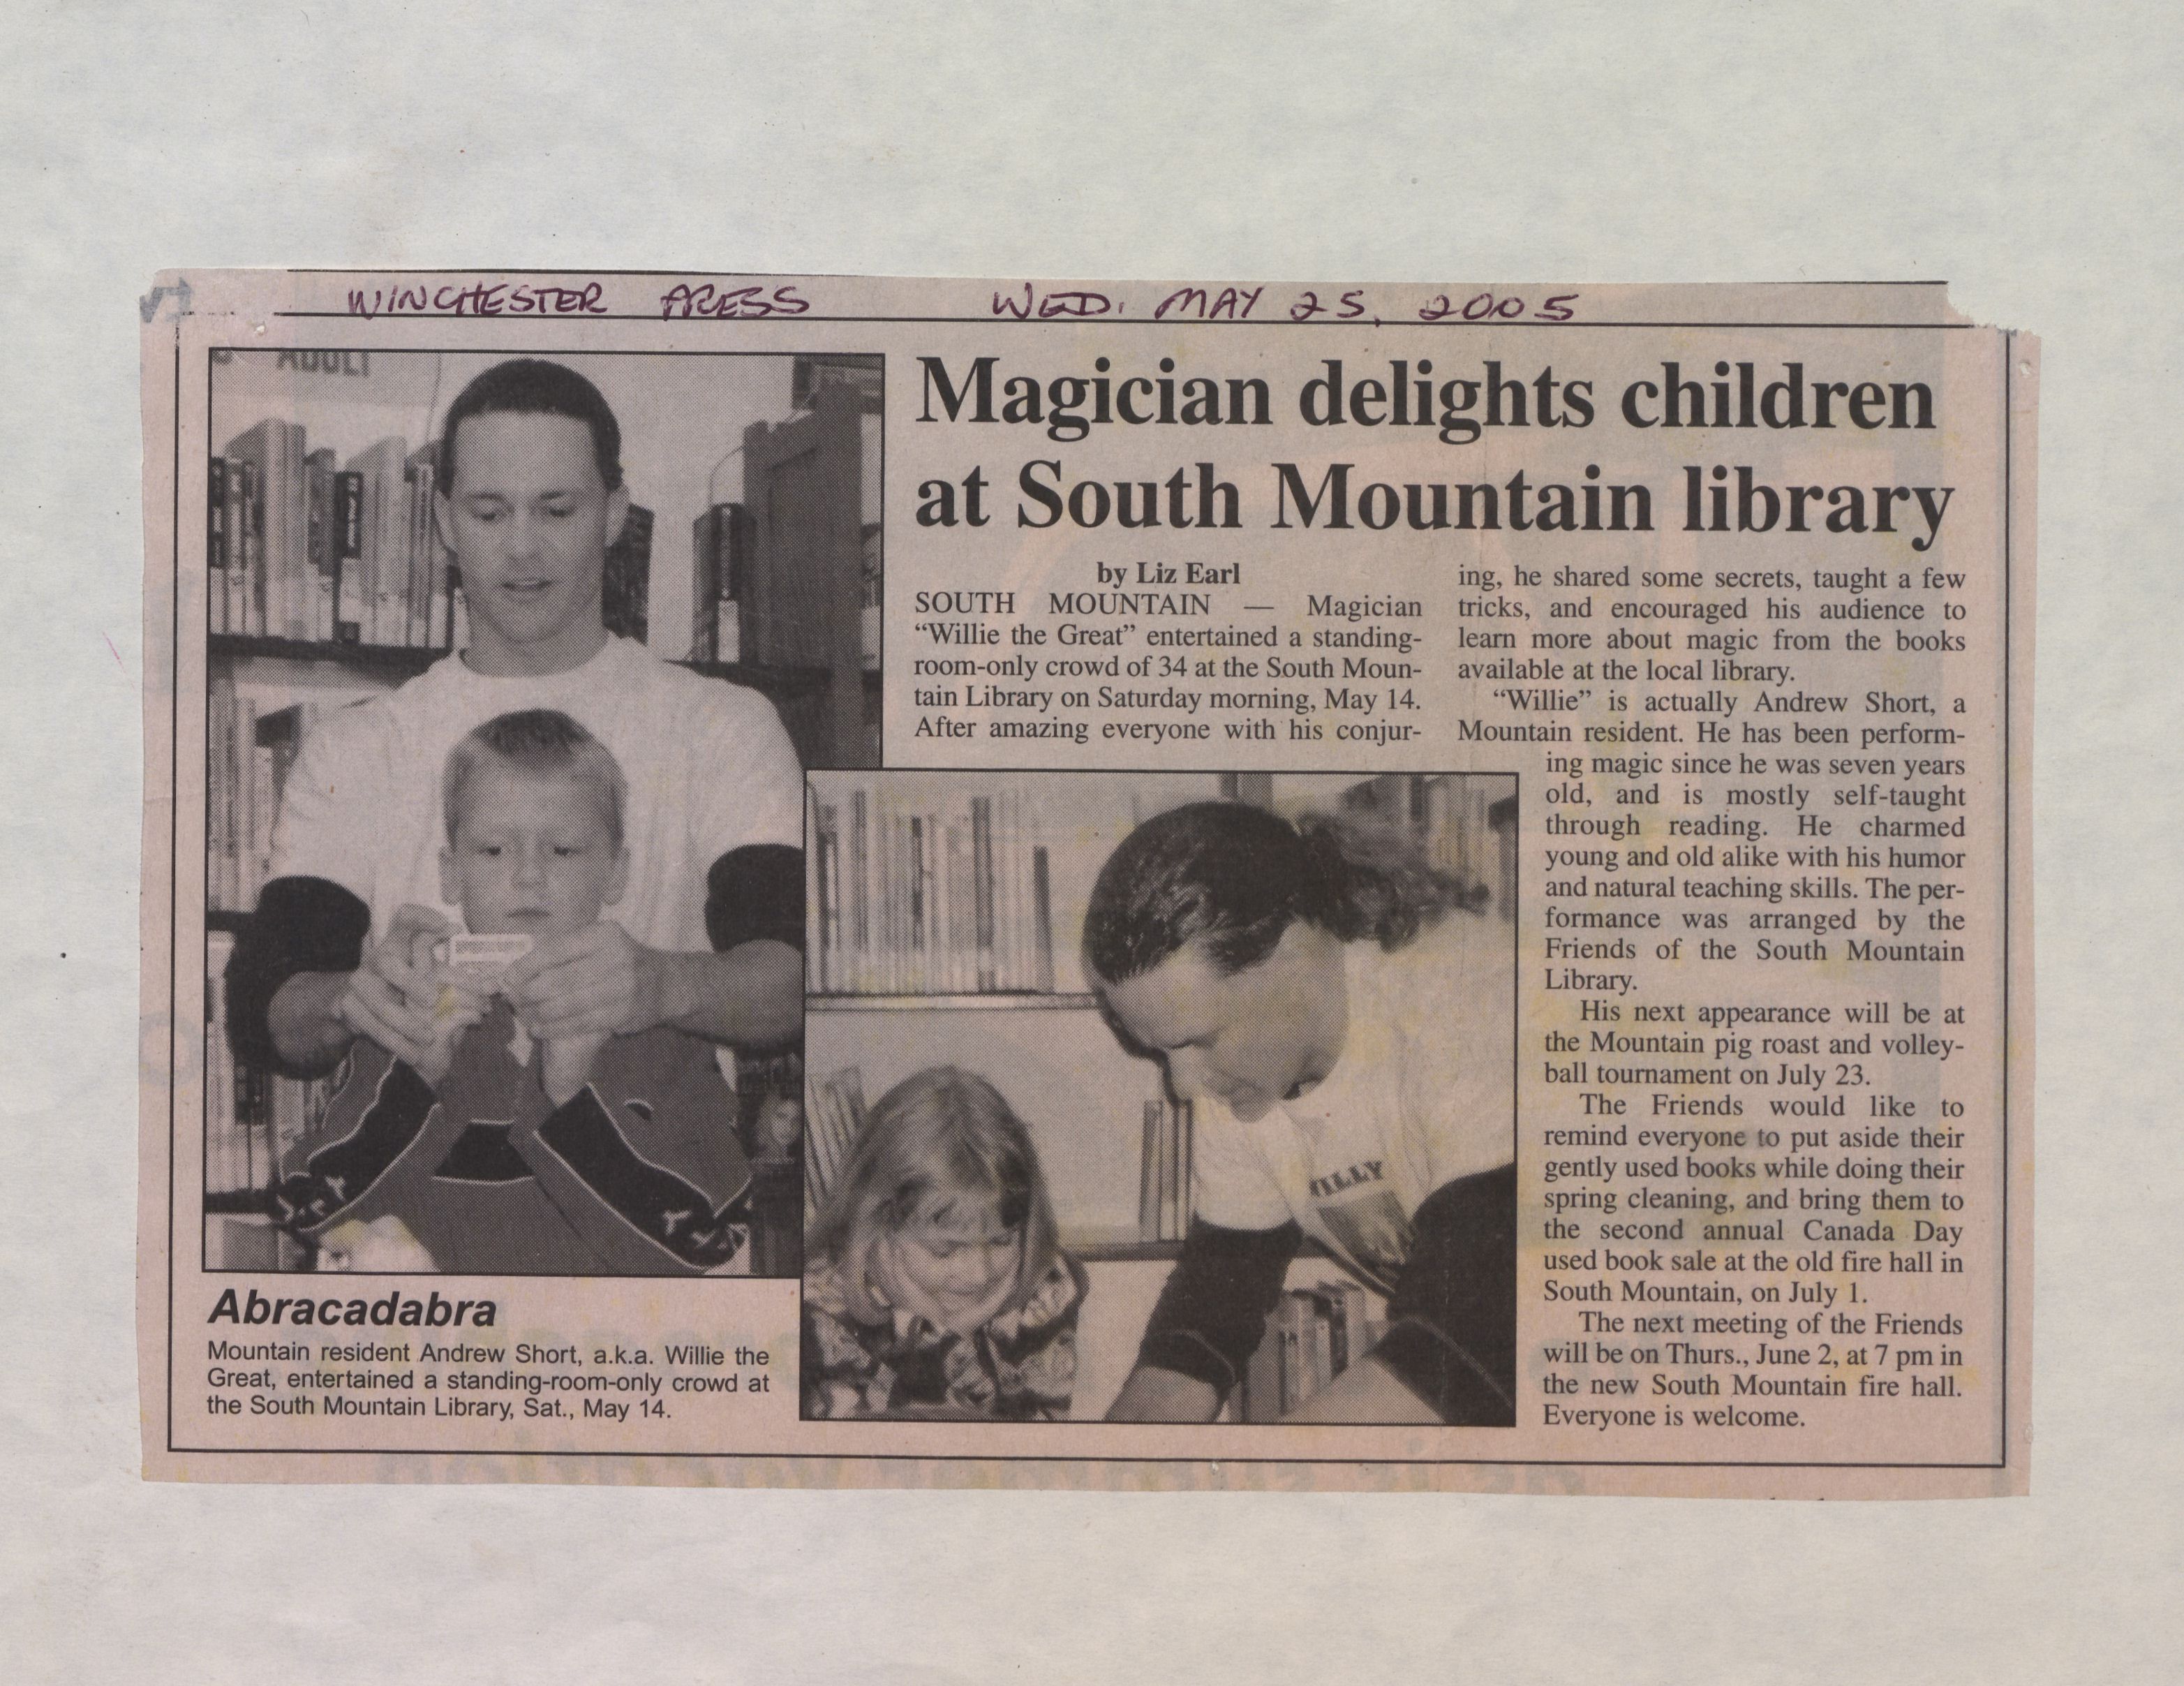 WINCHESTER PRESS WED. MAY 25, 2005
ADULT
Magician delights children
at South Mountain library
by Liz Earl
SOUTH MOUNTAIN — Magician
“Willie the Great” entertained a standing-
room-only crowd of 34 at the South Moun-
tain Library on Saturday morning, May 14.
After amazing everyone with his conjur-
ing, he shared some secrets, taught a few
tricks, and encouraged his audience to
learn more about magic from the books
available at the local library.
“Willie” is actually Andrew Short, a
Mountain resident. He has been perform-
ing magic since he was seven years
old, and is mostly self-taught
through reading. He charmed
young and old alike with his humor
and natural teaching skills. The per-
formance was arranged by the
Friends of the South Mountain
Library.
His next appearance will be at
the Mountain pig roast and volley-
ball tournament on July 23.
The Friends would like to
remind everyone to put aside their
gently used books while doing their
spring cleaning, and bring them to
the second annual Canada Day
used book sale at the old fire hall in
South Mountain, on July 1.
The next meeting of the Friends
will be on Thurs., June 2, at 7 pm in
the new South Mountain fire hall.
Everyone is welcome.
ILLY
Abracadabra
Mountain resident Andrew Short, a.k.a. Willie the
Great, entertained a standing-room-only crowd at
the South Mountain Library, Sat., May 14.